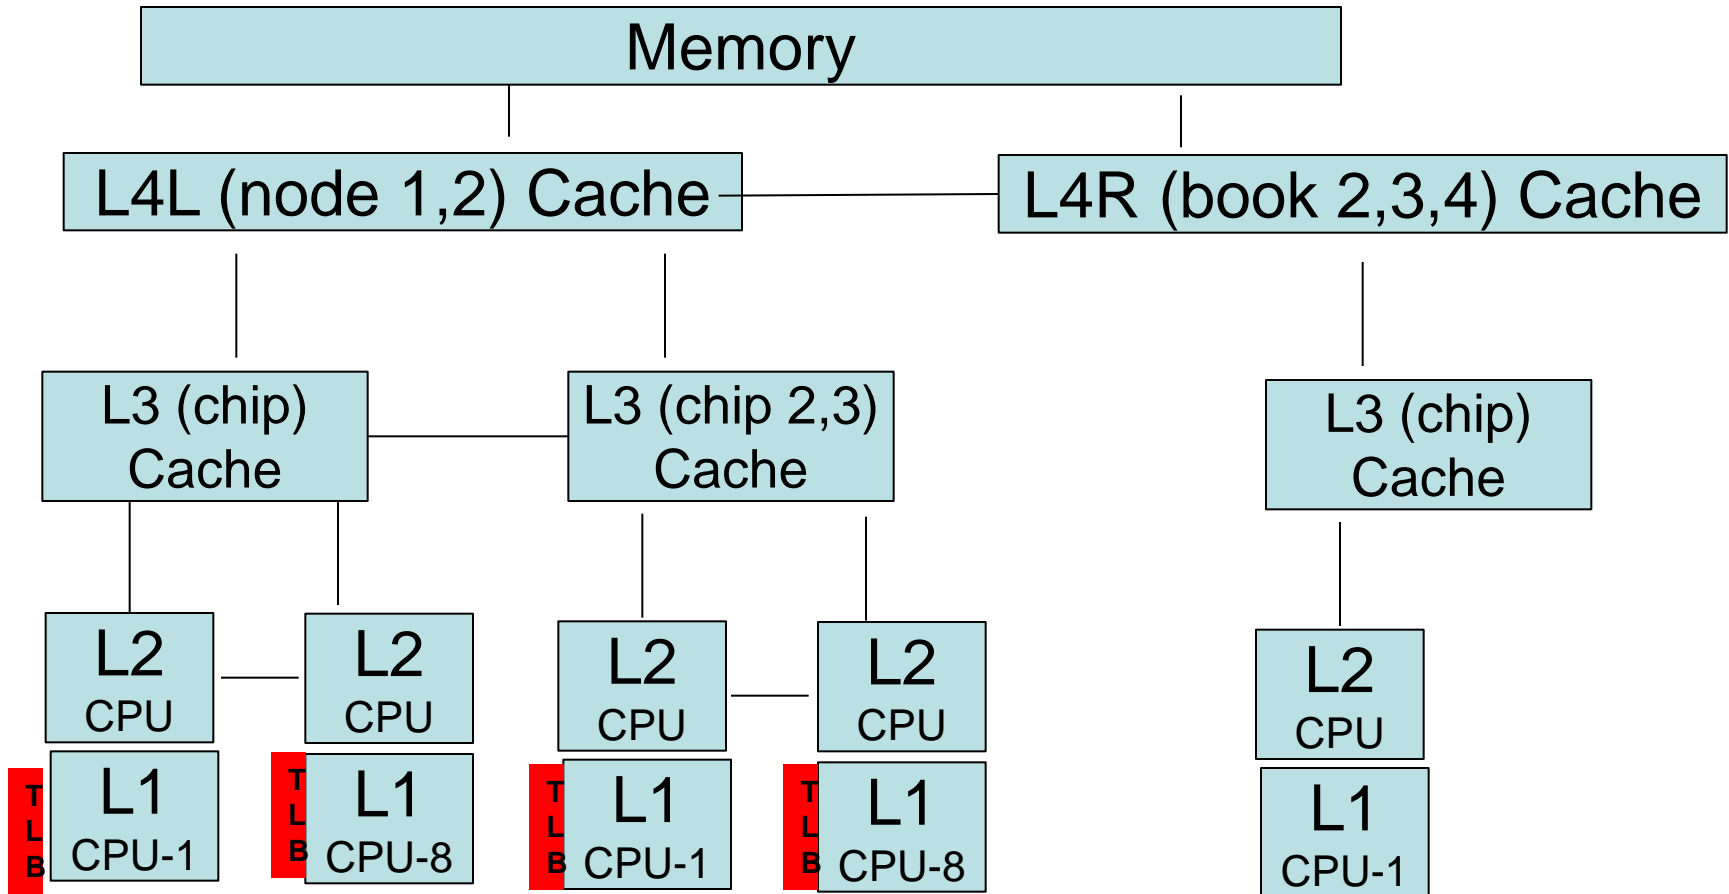 Memory
L4L (node 1,2) Cache
L4R (book 2,3,4) Cache
L3 (chip)
Cache
L3 (chip 2,3)
Cache
L3 (chip)
Cache
L2
CPU
L2
CPU
L2
CPU
L2
CPU
L2
CPU
T
L
B
L1
CPU-1
T
L
B
L1
CPU-8
T
L
B
L1
CPU-1
T
L
B
L1
CPU-8
L1
CPU-1